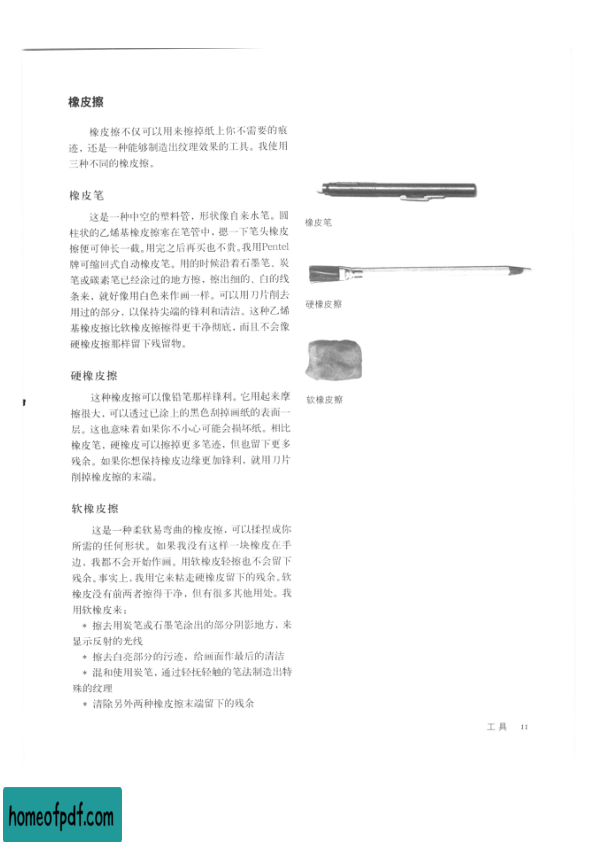 橡皮擦
橡皮擦不仅可以用来擦掉纸上你不需要的痕
迹，还是一种能够制造出纹理效果的工具。我使用
三种不同的橡皮擦。
橡皮笔
这是一种中空的塑料管，形状像自来水笔。圆
柱状的乙烯基橡皮擦塞在笔管中，摁一下笔头橡皮
擦便可伸长一截。用完之后再买也不贵。我用Pentel
牌可缩回式自动橡皮笔。用的时候沿着石墨笔、炭
笔或碳素笔已经涂过的地方擦，擦出细的、白的线
条来，就好像用白色来作画一样。可以用刀片削去
用过的部分，以保持尖端的锋利和清洁。这种乙烯
基橡皮擦比软橡皮擦擦得更干净彻底，而且不会像
硬橡皮擦那样留下残留物。
硬橡皮擦
这种橡皮擦可以像铅笔那样锋利。它用起来摩
擦很大，可以透过已涂上的黑色刮掉画纸的表面一
层。这也意味着如果你不小心可能会损坏纸。相比
橡皮笔，硬橡皮可以擦掉更多笔迹，但也留下更多
残余。如果你想保持橡皮边缘更加锋利，就用刀片
削掉橡皮擦的末端。
软橡皮擦
这是一种柔软易弯曲的橡皮擦，可以揉捏成你
所需的任何形状。如果我没有这样一块橡皮在手
边，我都不会开始作画。用软橡皮轻擦也不会留下
残余。事实上，我用它来粘走硬橡皮留下的残余。软
橡皮没有前两者擦得干净，但有很多其他用处。我
用软橡皮来：
* 擦去用炭笔或石墨笔涂出的部分阴影地方，来
显示反射的光线
* 擦去白亮部分的污迹，给画面作最后的清洁
* 混和使用炭笔，通过轻抚轻触的笔法制造出特
殊的纹理
* 清除另外两种橡皮擦末端留下的残余
橡皮笔
硬橡皮擦
软橡皮擦
工具 11
homeofpdf.com